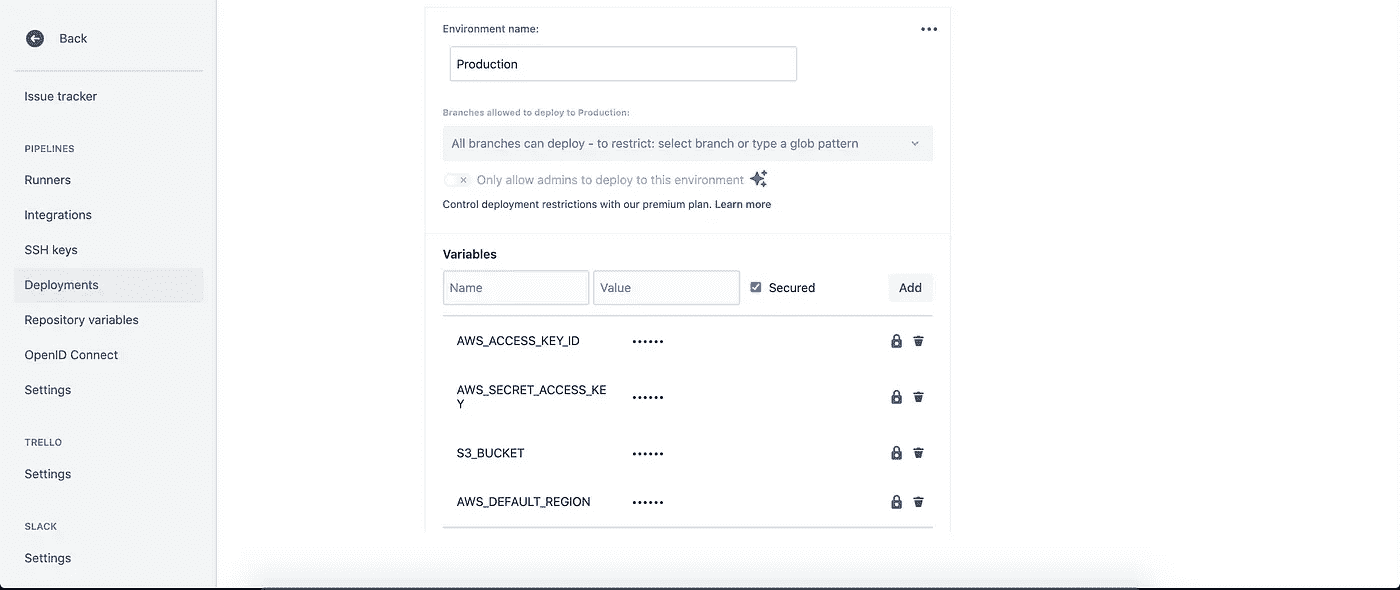 Back
Issue tracker
PIPELINES
Runners
Integrations
SSH keys
Deployments
Repository variables
OpenID Connect
Settings
TRELLO
Settings
SLACK
Settings
Environment name:
Production
Branches allowed to deploy to Production:
All branches can deploy - to restrict: select branch or type a glob pattern
Only allow admins to deploy to this environment
Control deployment restrictions with our premium plan. Learn more
Variables
Name Value Secured Add
AWS_ACCESS_KEY_ID ••••••
AWS_SECRET_ACCESS_KE
Y ••••••
S3_BUCKET ••••••
AWS_DEFAULT_REGION ••••••